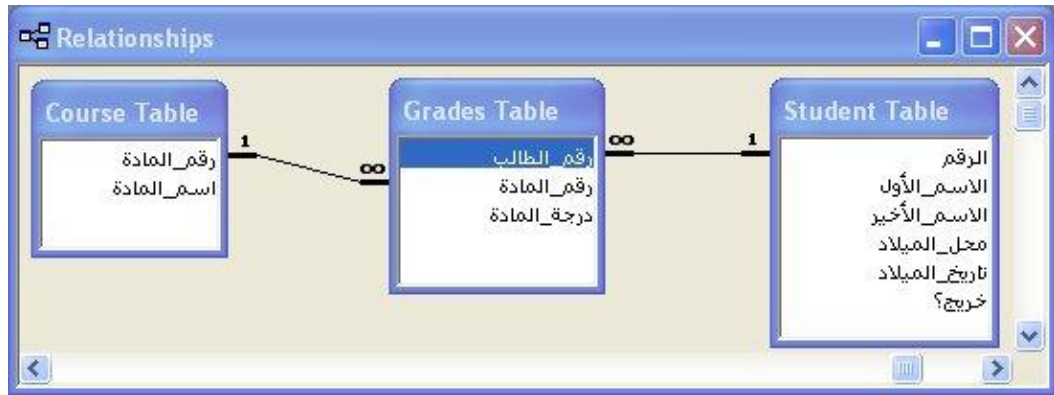 Relationships
Course Table
رقم_المادة
اسم_المادة
1
∞
Grades Table
رقم_الطالب
رقم_المادة
درجة_المادة
∞
1
Student Table
الرقم
الاسم_الأول
الاسم_الأخير
محل_الميلاد
تاريخ_الميلاد
خريج؟